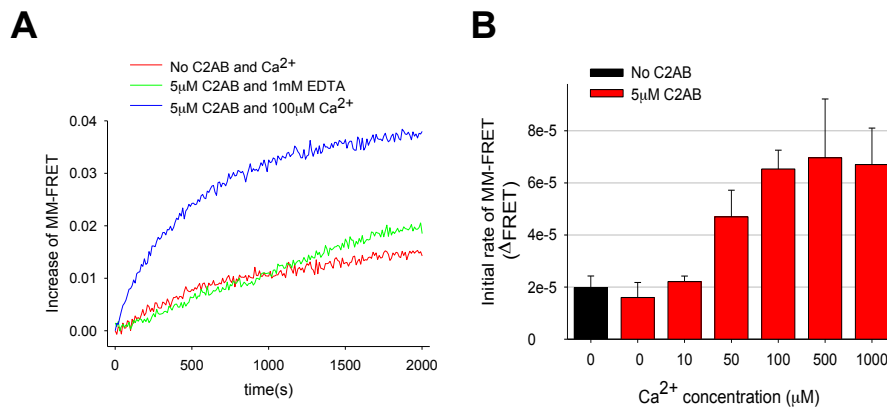 A
No C2AB and Ca2+
5μM C2AB and 1mM EDTA
5μM C2AB and 100μM Ca2+
Increase of MM-FRET
0.04
0.03
0.02
0.01
0.00
0
500
1000
1500
2000
time(s)
B
No C2AB
5μM C2AB
Initial rate of MM-FRET
(ΔFRET)
8e-5
6e-5
4e-5
2e-5
0
0
0
10
50
100
500
1000
Ca2+ concentration (μM)